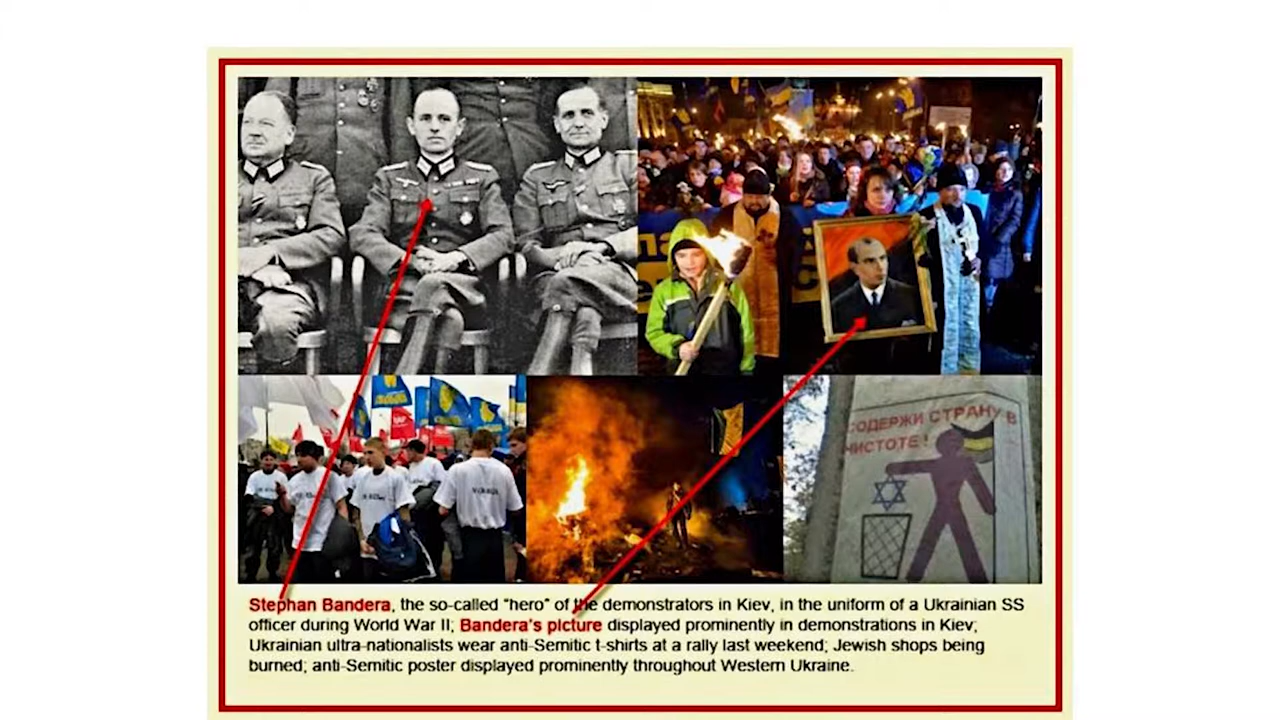 СОДЕРЖИ СТРАНУ В
ЧИСТОТЕ!
Stephan Bandera, the so-called "hero" of the demonstrators in Kiev, in the uniform of a Ukrainian SS
officer during World War II; Bandera's picture displayed prominently in demonstrations in Kiev;
Ukrainian ultra-nationalists wear anti-Semitic t-shirts at a rally last weekend; Jewish shops being
burned; anti-Semitic poster displayed prominently throughout Western Ukraine.